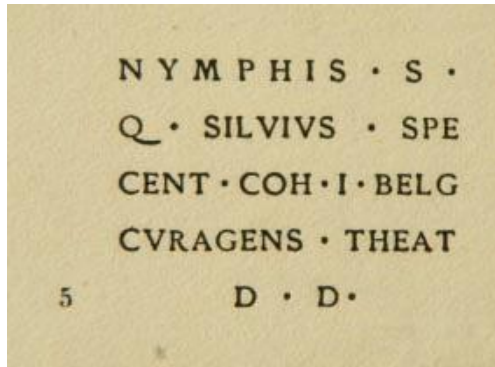 NYMPHIS · S ·
Q · SILVIVS · SPE
CENT · COH · I · BELG
CVRAGENS · THEAT
5 D · D ·